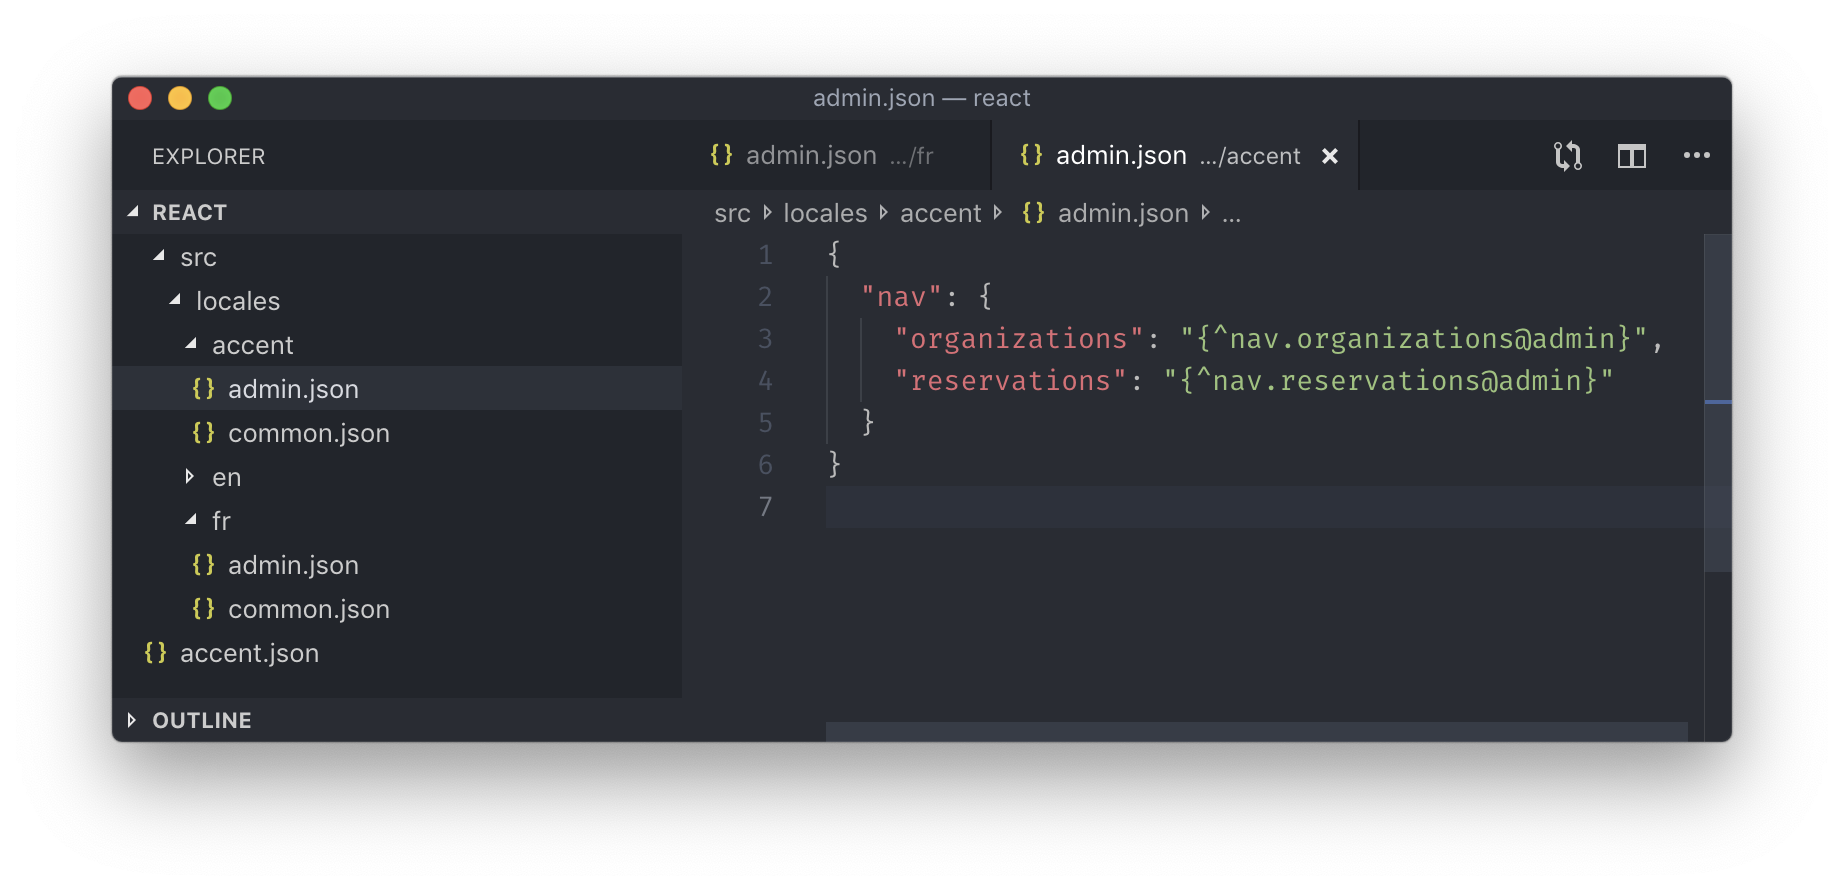 admin.json — react
EXPLORER
{} admin.json .../fr
{} admin.json .../accent ×
REACT
src
locales
accent
{} admin.json
{} common.json
en
fr
{} admin.json
{} common.json
{} accent.json
OUTLINE
src locales accent {} admin.json ...
1 {
2 "nav": {
3 "organizations": "{^nav.organizations@admin}",
4 "reservations": "{^nav.reservations@admin}"
5 }
6 }
7